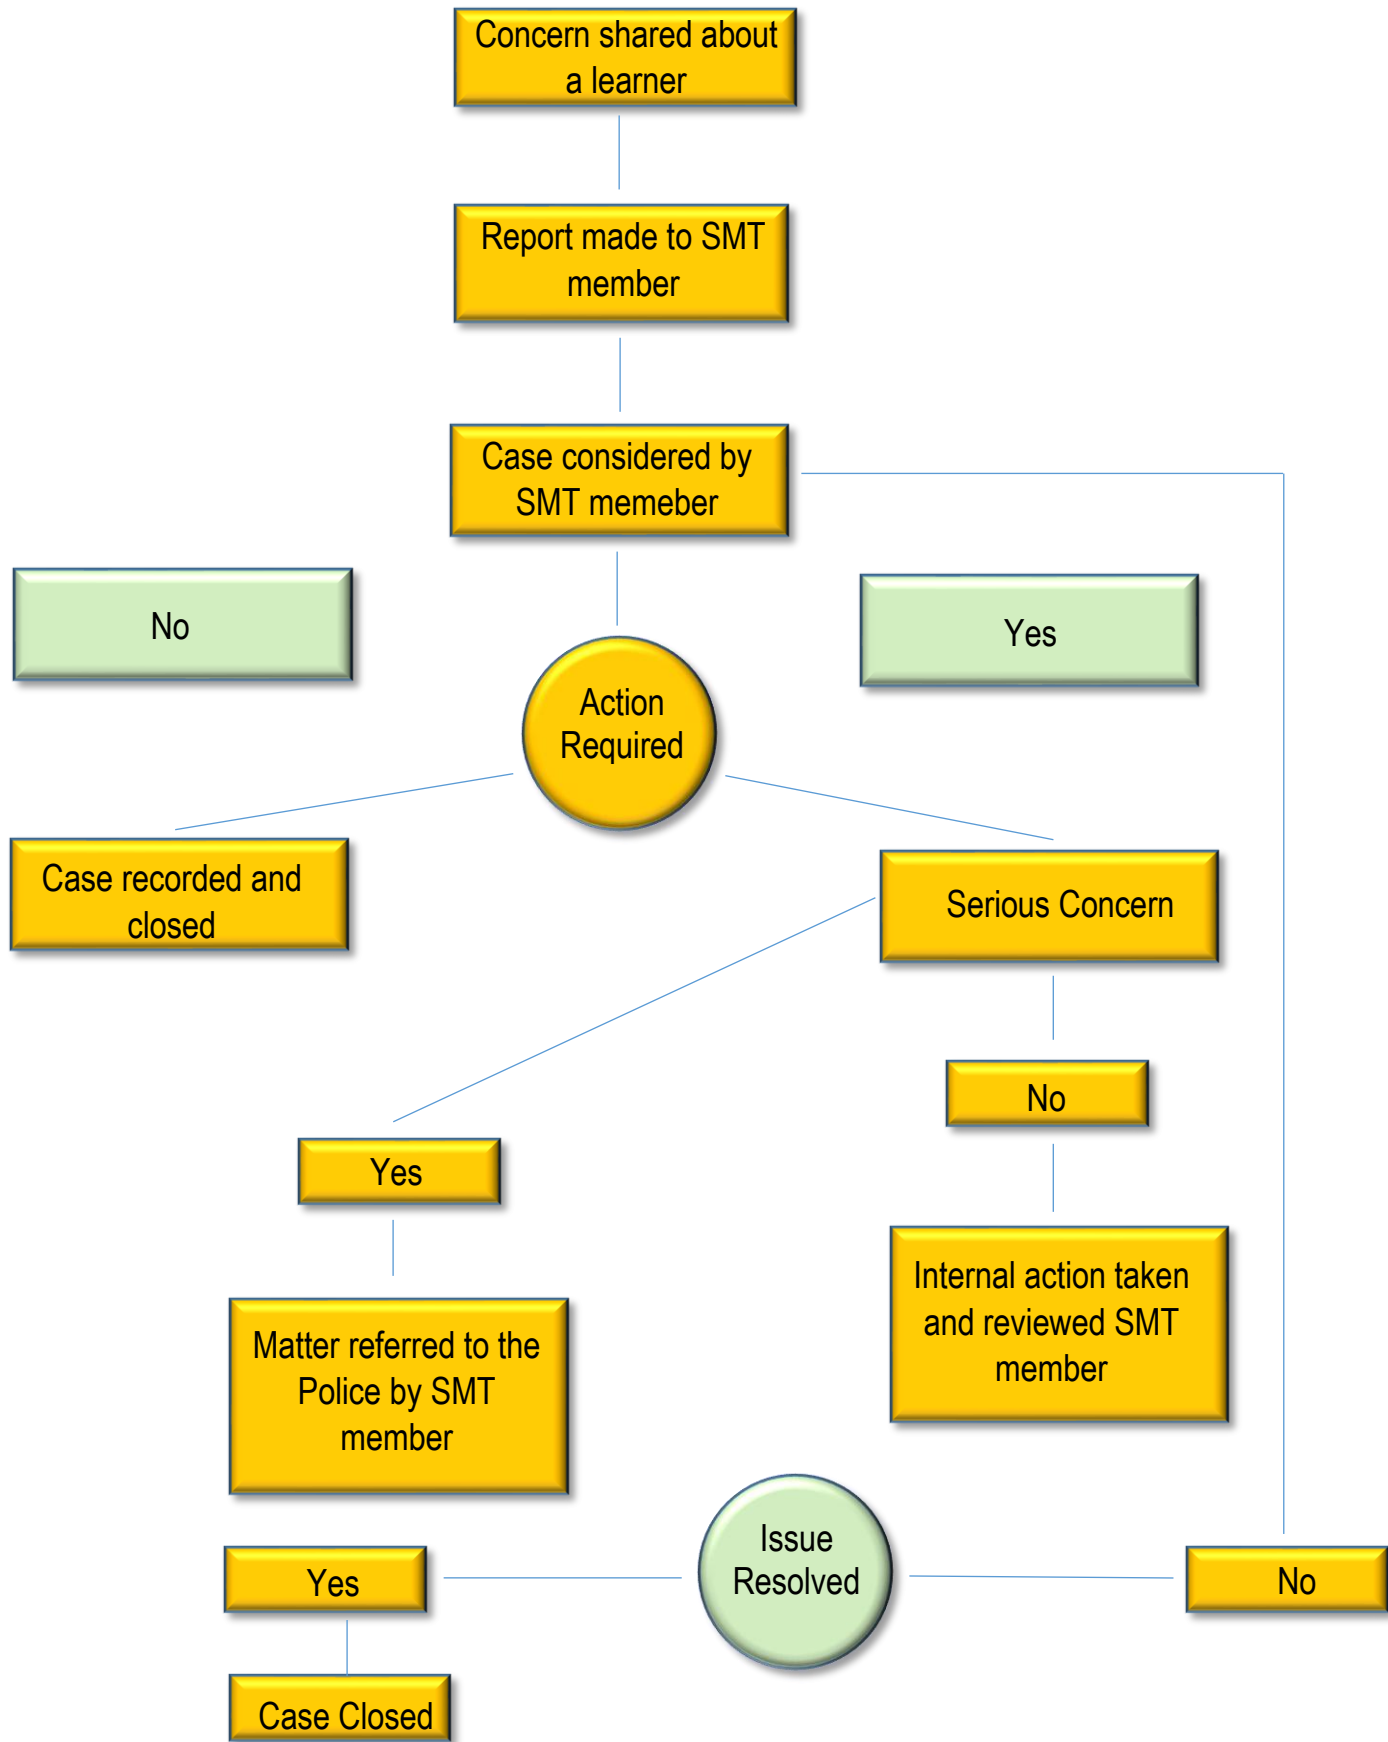 Concern shared about
a learner
Report made to SMT
member
Case considered by
SMT memeber
No
Yes
Action
Required
Case recorded and
closed
Serious Concern
No
Yes
Internal action taken
and reviewed SMT
member
Matter referred to the
Police by SMT
member
Issue
Resolved
Yes
No
Case Closed